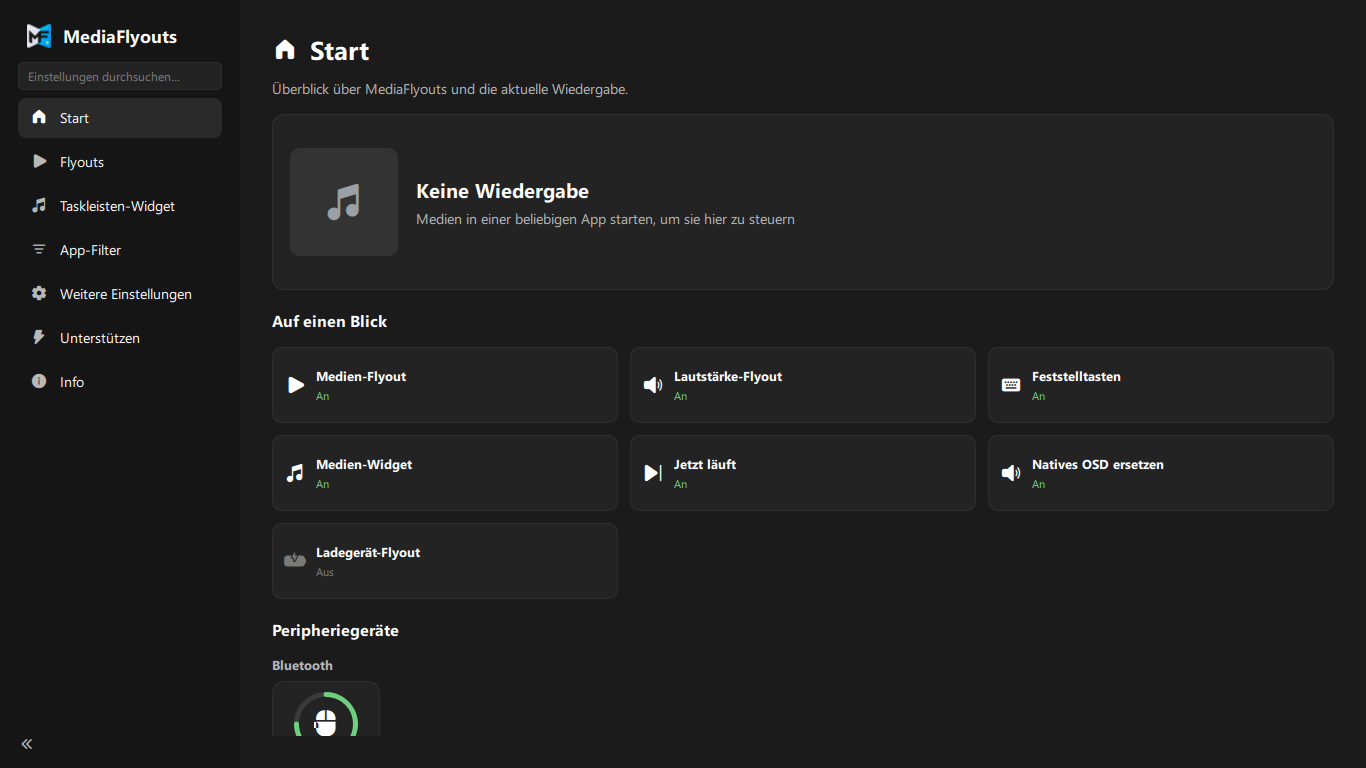 MediaFlyouts
Einstellungen durchsuchen...
Start
Flyouts
Taskleisten-Widget
App-Filter
Weitere Einstellungen
Unterstützen
Info
Start
Überblick über MediaFlyouts und die aktuelle Wiedergabe.
Keine Wiedergabe
Medien in einer beliebigen App starten, um sie hier zu steuern
Auf einen Blick
Medien-Flyout
An
Lautstärke-Flyout
An
Feststelltasten
An
Medien-Widget
An
Jetzt läuft
An
Natives OSD ersetzen
An
Ladegerät-Flyout
Aus
Peripheriegeräte
Bluetooth